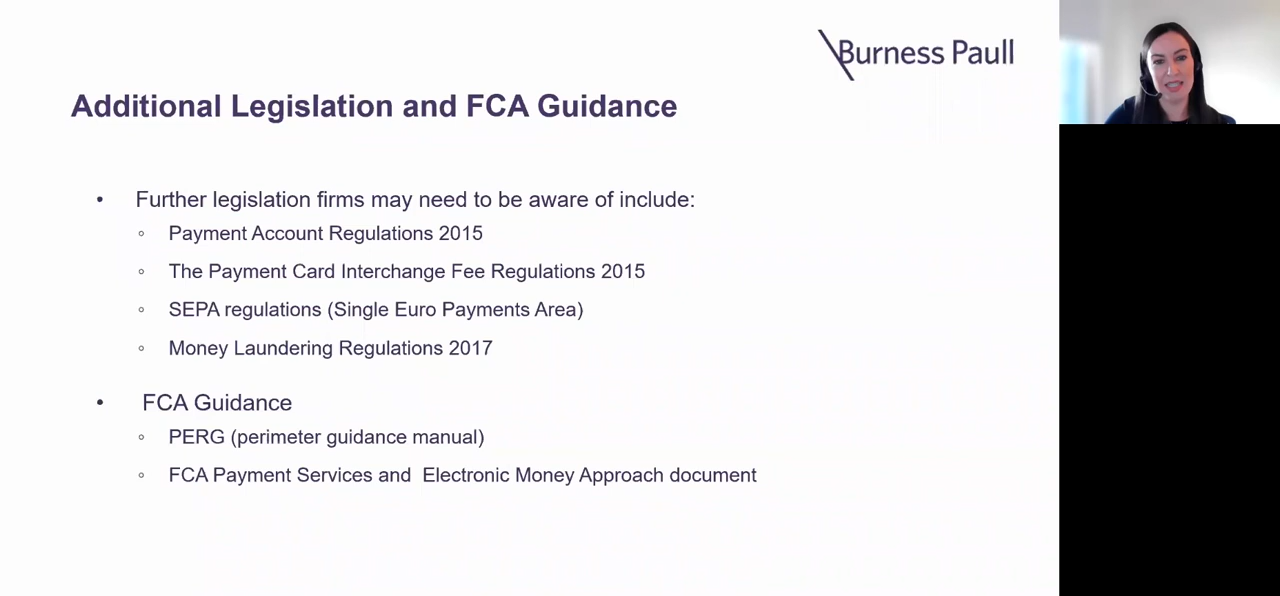 Burness Paull
Additional Legislation and FCA Guidance
• Further legislation firms may need to be aware of include:
◦ Payment Account Regulations 2015
◦ The Payment Card Interchange Fee Regulations 2015
◦ SEPA regulations (Single Euro Payments Area)
◦ Money Laundering Regulations 2017
• FCA Guidance
◦ PERG (perimeter guidance manual)
◦ FCA Payment Services and  Electronic Money Approach document